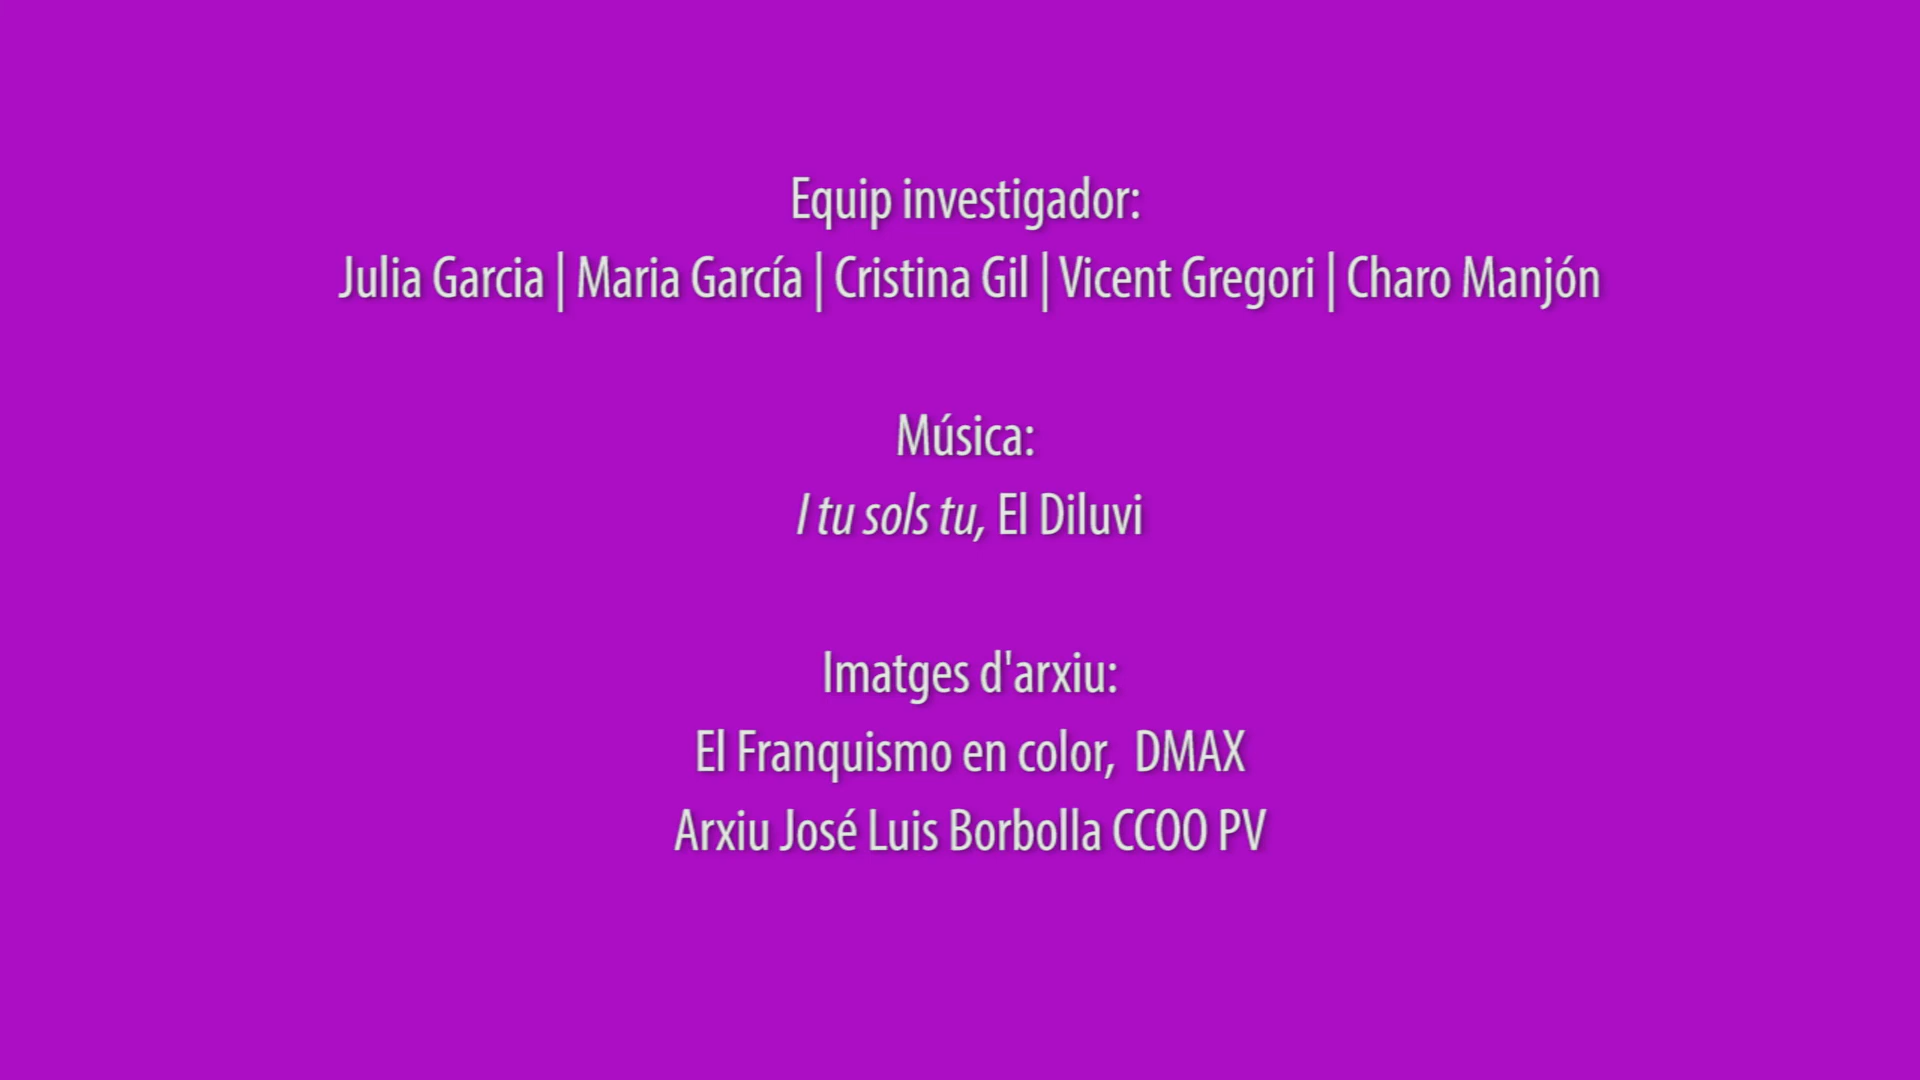 Equip investigador:
Julia Garcia | Maria García | Cristina Gil | Vicent Gregori | Charo Manjón
Música:
I tu sols tu, El Diluvi
Imatges d'arxiu:
El Franquismo en color, DMAX
Arxiu José Luis Borbolla CCOO PV